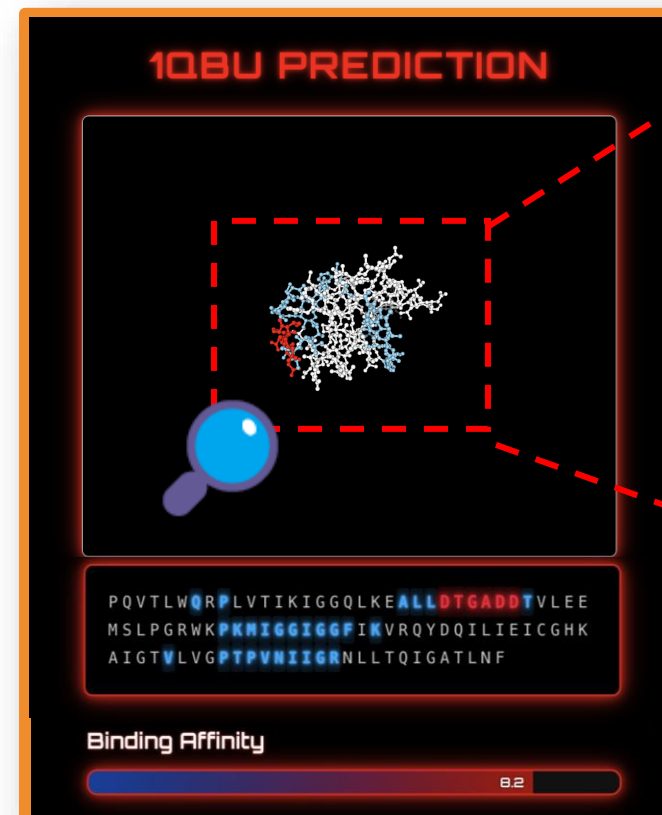 1QBU PREDICTION
PQVTLWQRPLVTIKIGGQLKEALLDTGADDTVLEE
MSLPGRWKPKMIGGIGGFIKVRQYDQILIEICGHK
AIGTVLVGPTPVNIIGRNLLTQIGATLNF
Binding Affinity
8.2